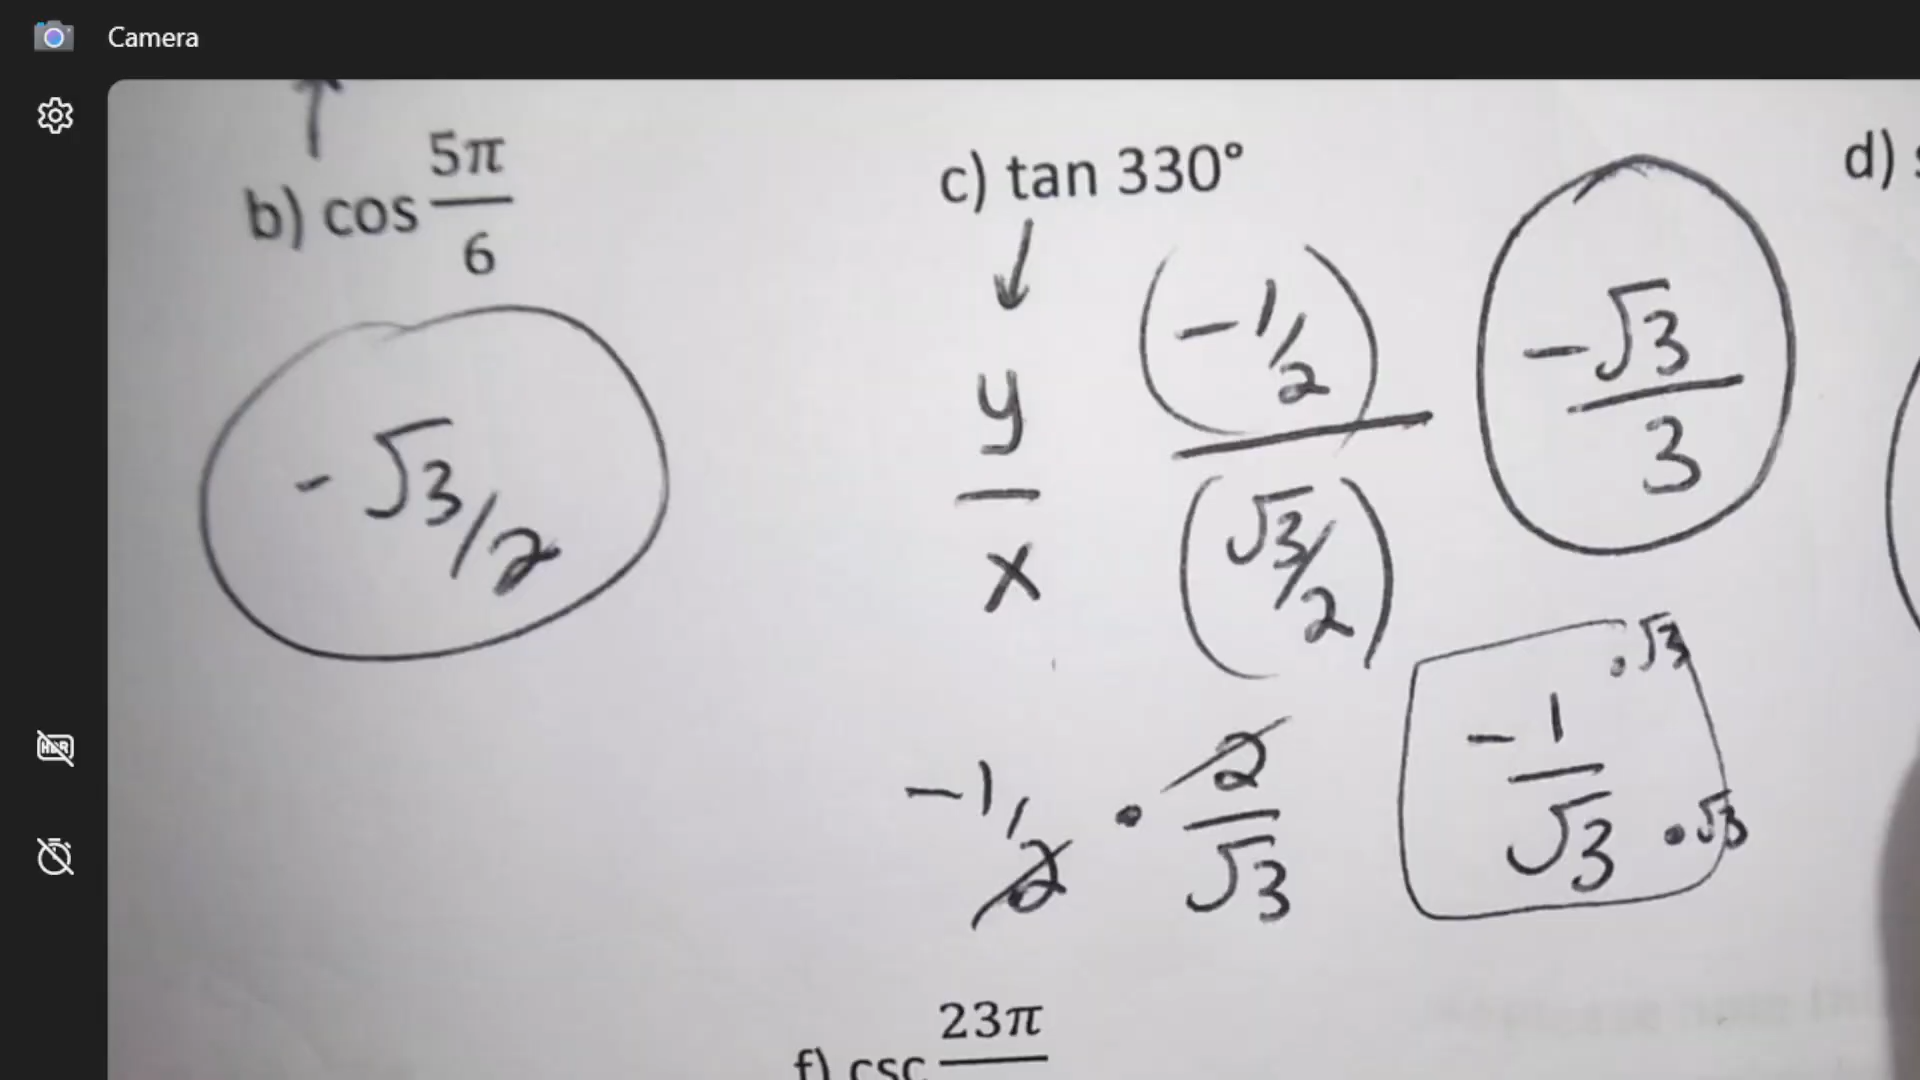 Camera
b) cos 5π/6
-√3/2
c) tan 330°
y/x
(-1/2)/(√3/2)
-√3/3
-1/2 • 2/√3
-1 • √3
√3 • √3
d)
f) csc 23π